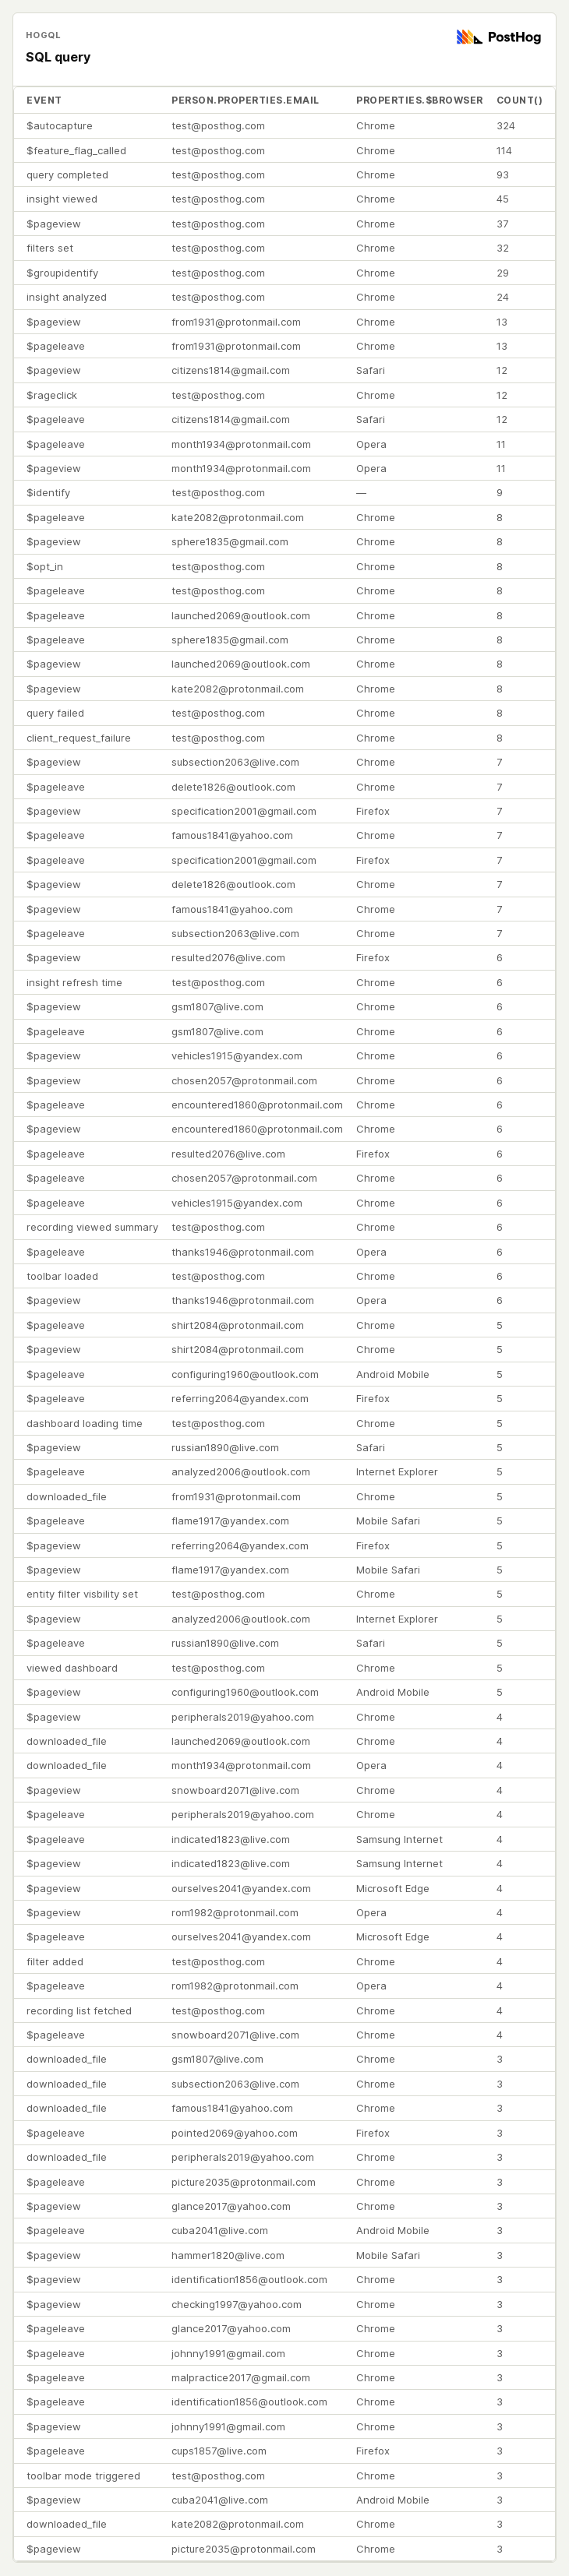 HOGQL
SQL query
PostHog
EVENT PERSON.PROPERTIES.EMAIL PROPERTIES.$BROWSER COUNT()
$autocapture test@posthog.com Chrome 324
$feature_flag_called test@posthog.com Chrome 114
query completed test@posthog.com Chrome 93
insight viewed test@posthog.com Chrome 45
$pageview test@posthog.com Chrome 37
filters set test@posthog.com Chrome 32
$groupidentify test@posthog.com Chrome 29
insight analyzed test@posthog.com Chrome 24
$pageview from1931@protonmail.com Chrome 13
$pageleave from1931@protonmail.com Chrome 13
$pageview citizens1814@gmail.com Safari 12
$rageclick test@posthog.com Chrome 12
$pageleave citizens1814@gmail.com Safari 12
$pageleave month1934@protonmail.com Opera 11
$pageview month1934@protonmail.com Opera 11
$identify test@posthog.com — 9
$pageleave kate2082@protonmail.com Chrome 8
$pageview sphere1835@gmail.com Chrome 8
$opt_in test@posthog.com Chrome 8
$pageleave test@posthog.com Chrome 8
$pageleave launched2069@outlook.com Chrome 8
$pageleave sphere1835@gmail.com Chrome 8
$pageview launched2069@outlook.com Chrome 8
$pageview kate2082@protonmail.com Chrome 8
query failed test@posthog.com Chrome 8
client_request_failure test@posthog.com Chrome 8
$pageview subsection2063@live.com Chrome 7
$pageleave delete1826@outlook.com Chrome 7
$pageview specification2001@gmail.com Firefox 7
$pageleave famous1841@yahoo.com Chrome 7
$pageleave specification2001@gmail.com Firefox 7
$pageview delete1826@outlook.com Chrome 7
$pageview famous1841@yahoo.com Chrome 7
$pageleave subsection2063@live.com Chrome 7
$pageview resulted2076@live.com Firefox 6
insight refresh time test@posthog.com Chrome 6
$pageview gsm1807@live.com Chrome 6
$pageleave gsm1807@live.com Chrome 6
$pageview vehicles1915@yandex.com Chrome 6
$pageview chosen2057@protonmail.com Chrome 6
$pageleave encountered1860@protonmail.com Chrome 6
$pageview encountered1860@protonmail.com Chrome 6
$pageleave resulted2076@live.com Firefox 6
$pageleave chosen2057@protonmail.com Chrome 6
$pageleave vehicles1915@yandex.com Chrome 6
recording viewed summary test@posthog.com Chrome 6
$pageleave thanks1946@protonmail.com Opera 6
toolbar loaded test@posthog.com Chrome 6
$pageview thanks1946@protonmail.com Opera 6
$pageleave shirt2084@protonmail.com Chrome 5
$pageview shirt2084@protonmail.com Chrome 5
$pageleave configuring1960@outlook.com Android Mobile 5
$pageleave referring2064@yandex.com Firefox 5
dashboard loading time test@posthog.com Chrome 5
$pageview russian1890@live.com Safari 5
$pageleave analyzed2006@outlook.com Internet Explorer 5
downloaded_file from1931@protonmail.com Chrome 5
$pageleave flame1917@yandex.com Mobile Safari 5
$pageview referring2064@yandex.com Firefox 5
$pageview flame1917@yandex.com Mobile Safari 5
entity filter visbility set test@posthog.com Chrome 5
$pageview analyzed2006@outlook.com Internet Explorer 5
$pageleave russian1890@live.com Safari 5
viewed dashboard test@posthog.com Chrome 5
$pageview configuring1960@outlook.com Android Mobile 5
$pageview peripherals2019@yahoo.com Chrome 4
downloaded_file launched2069@outlook.com Chrome 4
downloaded_file month1934@protonmail.com Opera 4
$pageview snowboard2071@live.com Chrome 4
$pageleave peripherals2019@yahoo.com Chrome 4
$pageleave indicated1823@live.com Samsung Internet 4
$pageview indicated1823@live.com Samsung Internet 4
$pageview ourselves2041@yandex.com Microsoft Edge 4
$pageview rom1982@protonmail.com Opera 4
$pageleave ourselves2041@yandex.com Microsoft Edge 4
filter added test@posthog.com Chrome 4
$pageleave rom1982@protonmail.com Opera 4
recording list fetched test@posthog.com Chrome 4
$pageleave snowboard2071@live.com Chrome 4
downloaded_file gsm1807@live.com Chrome 3
downloaded_file subsection2063@live.com Chrome 3
downloaded_file famous1841@yahoo.com Chrome 3
$pageleave pointed2069@yahoo.com Firefox 3
downloaded_file peripherals2019@yahoo.com Chrome 3
$pageleave picture2035@protonmail.com Chrome 3
$pageview glance2017@yahoo.com Chrome 3
$pageleave cuba2041@live.com Android Mobile 3
$pageview hammer1820@live.com Mobile Safari 3
$pageview identification1856@outlook.com Chrome 3
$pageview checking1997@yahoo.com Chrome 3
$pageleave glance2017@yahoo.com Chrome 3
$pageleave johnny1991@gmail.com Chrome 3
$pageleave malpractice2017@gmail.com Chrome 3
$pageleave identification1856@outlook.com Chrome 3
$pageview johnny1991@gmail.com Chrome 3
$pageleave cups1857@live.com Firefox 3
toolbar mode triggered test@posthog.com Chrome 3
$pageview cuba2041@live.com Android Mobile 3
downloaded_file kate2082@protonmail.com Chrome 3
$pageview picture2035@protonmail.com Chrome 3